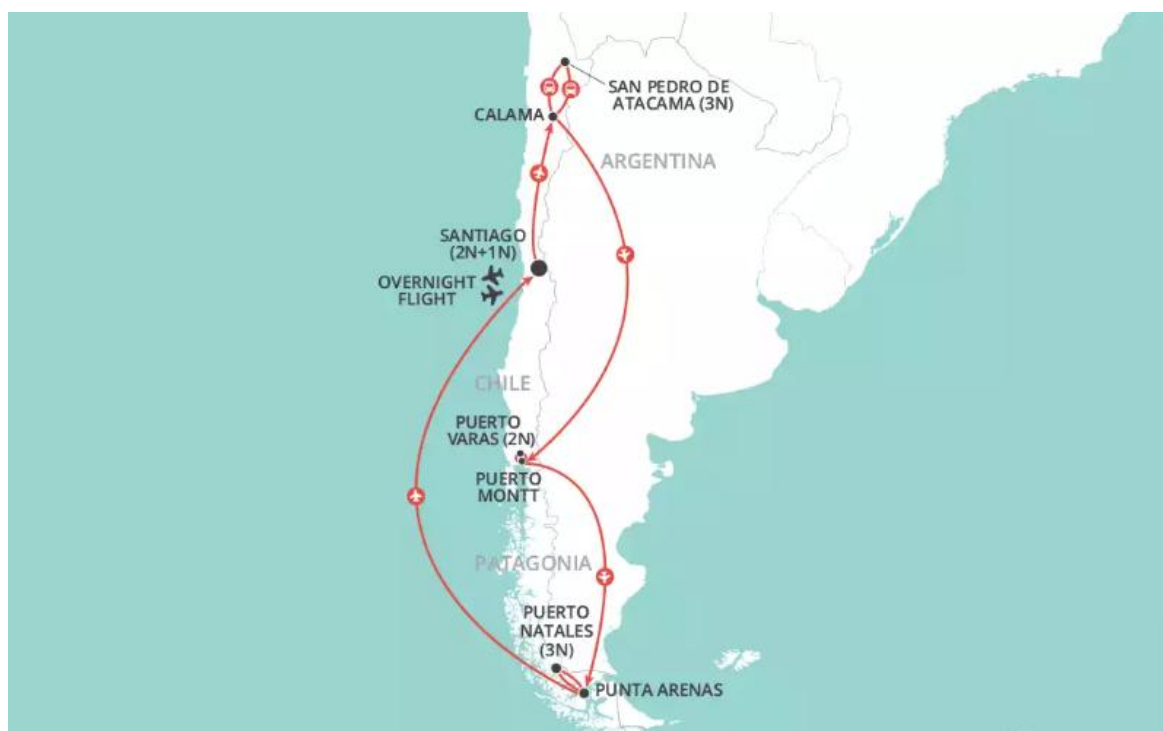 SAN PEDRO DE
ATACAMA (3N)
CALAMA
ARGENTINA
SANTIAGO
(2N+1N)
OVERNIGHT
FLIGHT
CHILE
PUERTO
VARAS (2N)
PUERTO
MONTT
PATAGONIA
PUERTO
NATALES
(3N)
PUNTA ARENAS